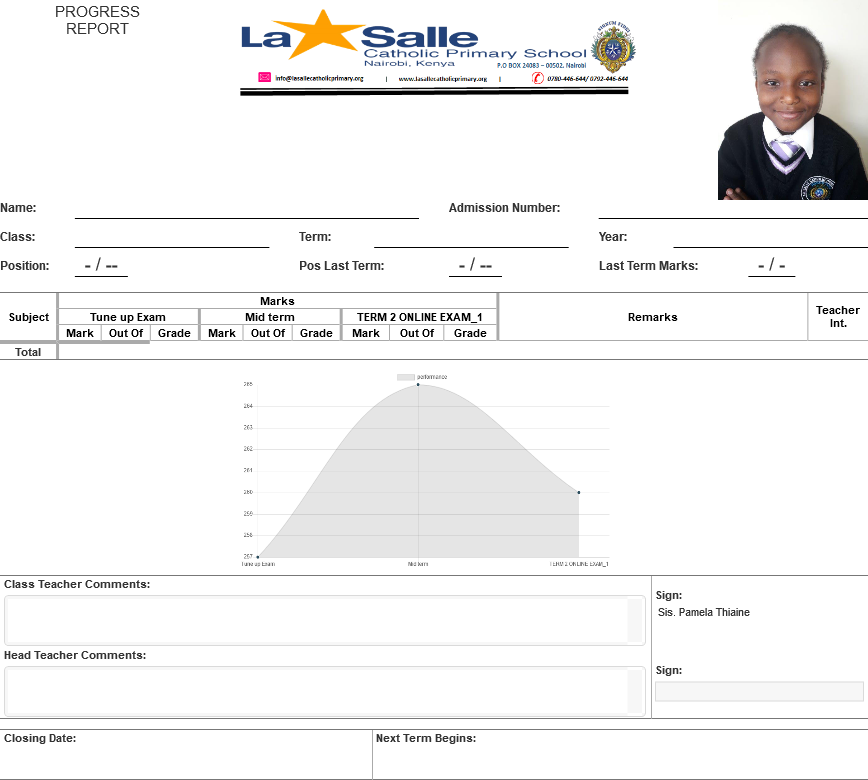 PROGRESS
REPORT
La Salle
Catholic Primary School
Nairobi, Kenya
P.O BOX 24083 – 00502, Nairobi
info@lasallecatholicprimary.org | www.lasallecatholicprimary.org | 0780-446-644/ 0792-446-644
Name: Admission Number:
Class: Term: Year:
Position: - / -- Pos Last Term: - / -- Last Term Marks: - / -
Marks
Subject Tune up Exam Mid term TERM 2 ONLINE EXAM_1 Remarks Teacher Int.
Mark Out Of Grade Mark Out Of Grade Mark Out Of Grade
Total
performance
265
264
263
262
261
260
259
258
257
Tune up Exam Mid term TERM 2 ONLINE EXAM_1
Class Teacher Comments:
Sign:
Sis. Pamela Thiaine
Head Teacher Comments:
Sign:
Closing Date: Next Term Begins: